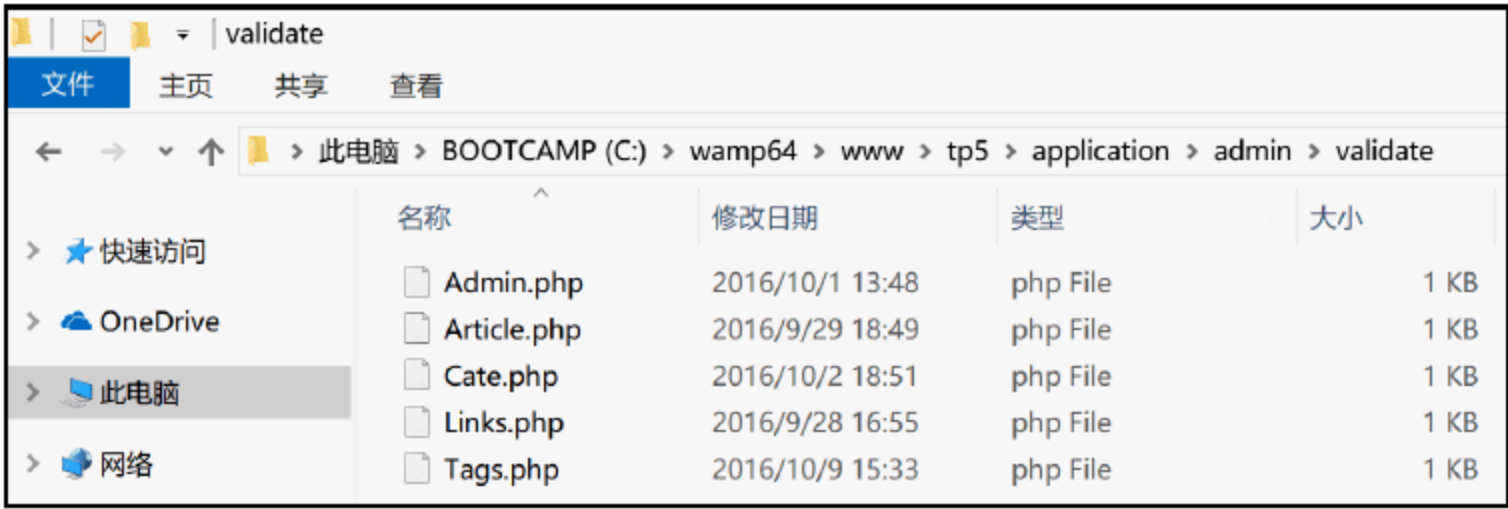 validate
文件 主页 共享 查看
此电脑 > BOOTCAMP (C:) > wamp64 > www > tp5 > application > admin > validate
名称 修改日期 类型 大小
快速访问
OneDrive
此电脑
网络
Admin.php 2016/10/1 13:48 php File 1 KB
Article.php 2016/9/29 18:49 php File 1 KB
Cate.php 2016/10/2 18:51 php File 1 KB
Links.php 2016/9/28 16:55 php File 1 KB
Tags.php 2016/10/9 15:33 php File 1 KB